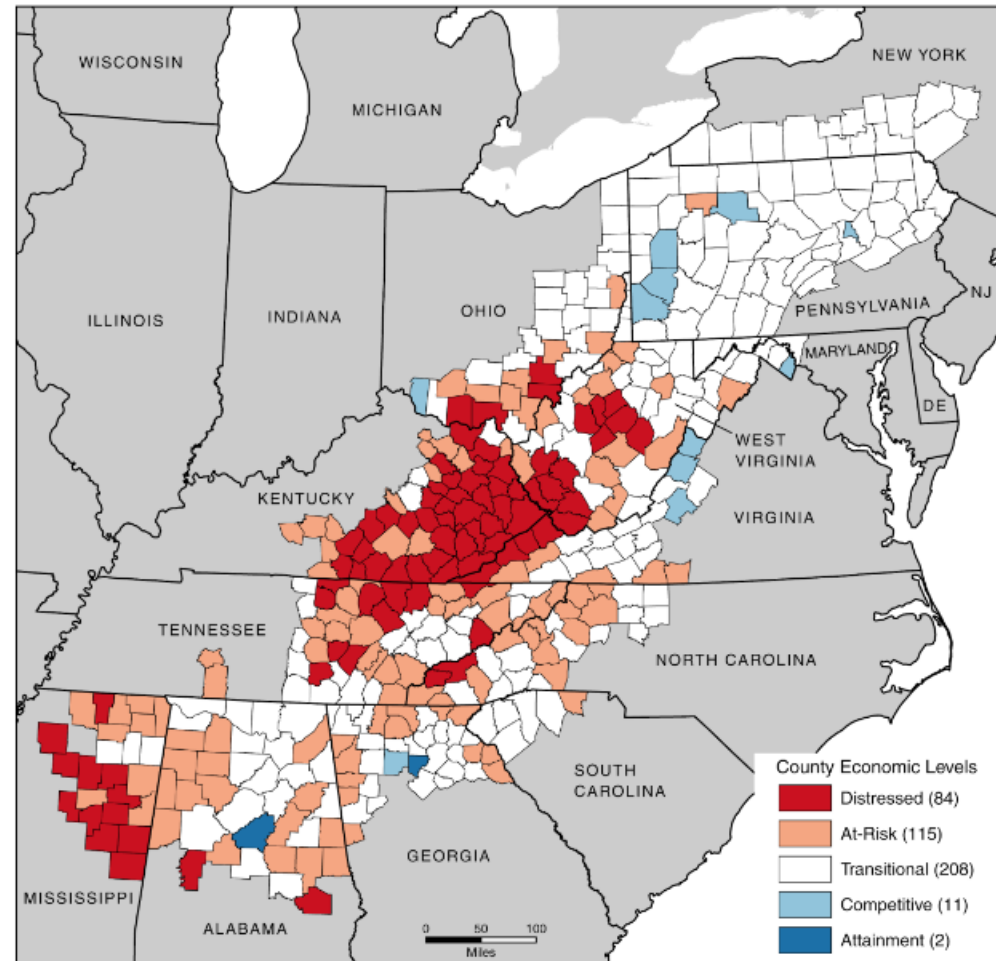 WISCONSIN
NEW YORK
MICHIGAN
PENNSYLVANIA
NJ
ILLINOIS
INDIANA
OHIO
MARYLAND
DE
WEST
VIRGINIA
KENTUCKY
VIRGINIA
TENNESSEE
NORTH CAROLINA
SOUTH
CAROLINA
GEORGIA
MISSISSIPPI
ALABAMA
0 50 100
Miles
County Economic Levels
Distressed (84)
At-Risk (115)
Transitional (208)
Competitive (11)
Attainment (2)